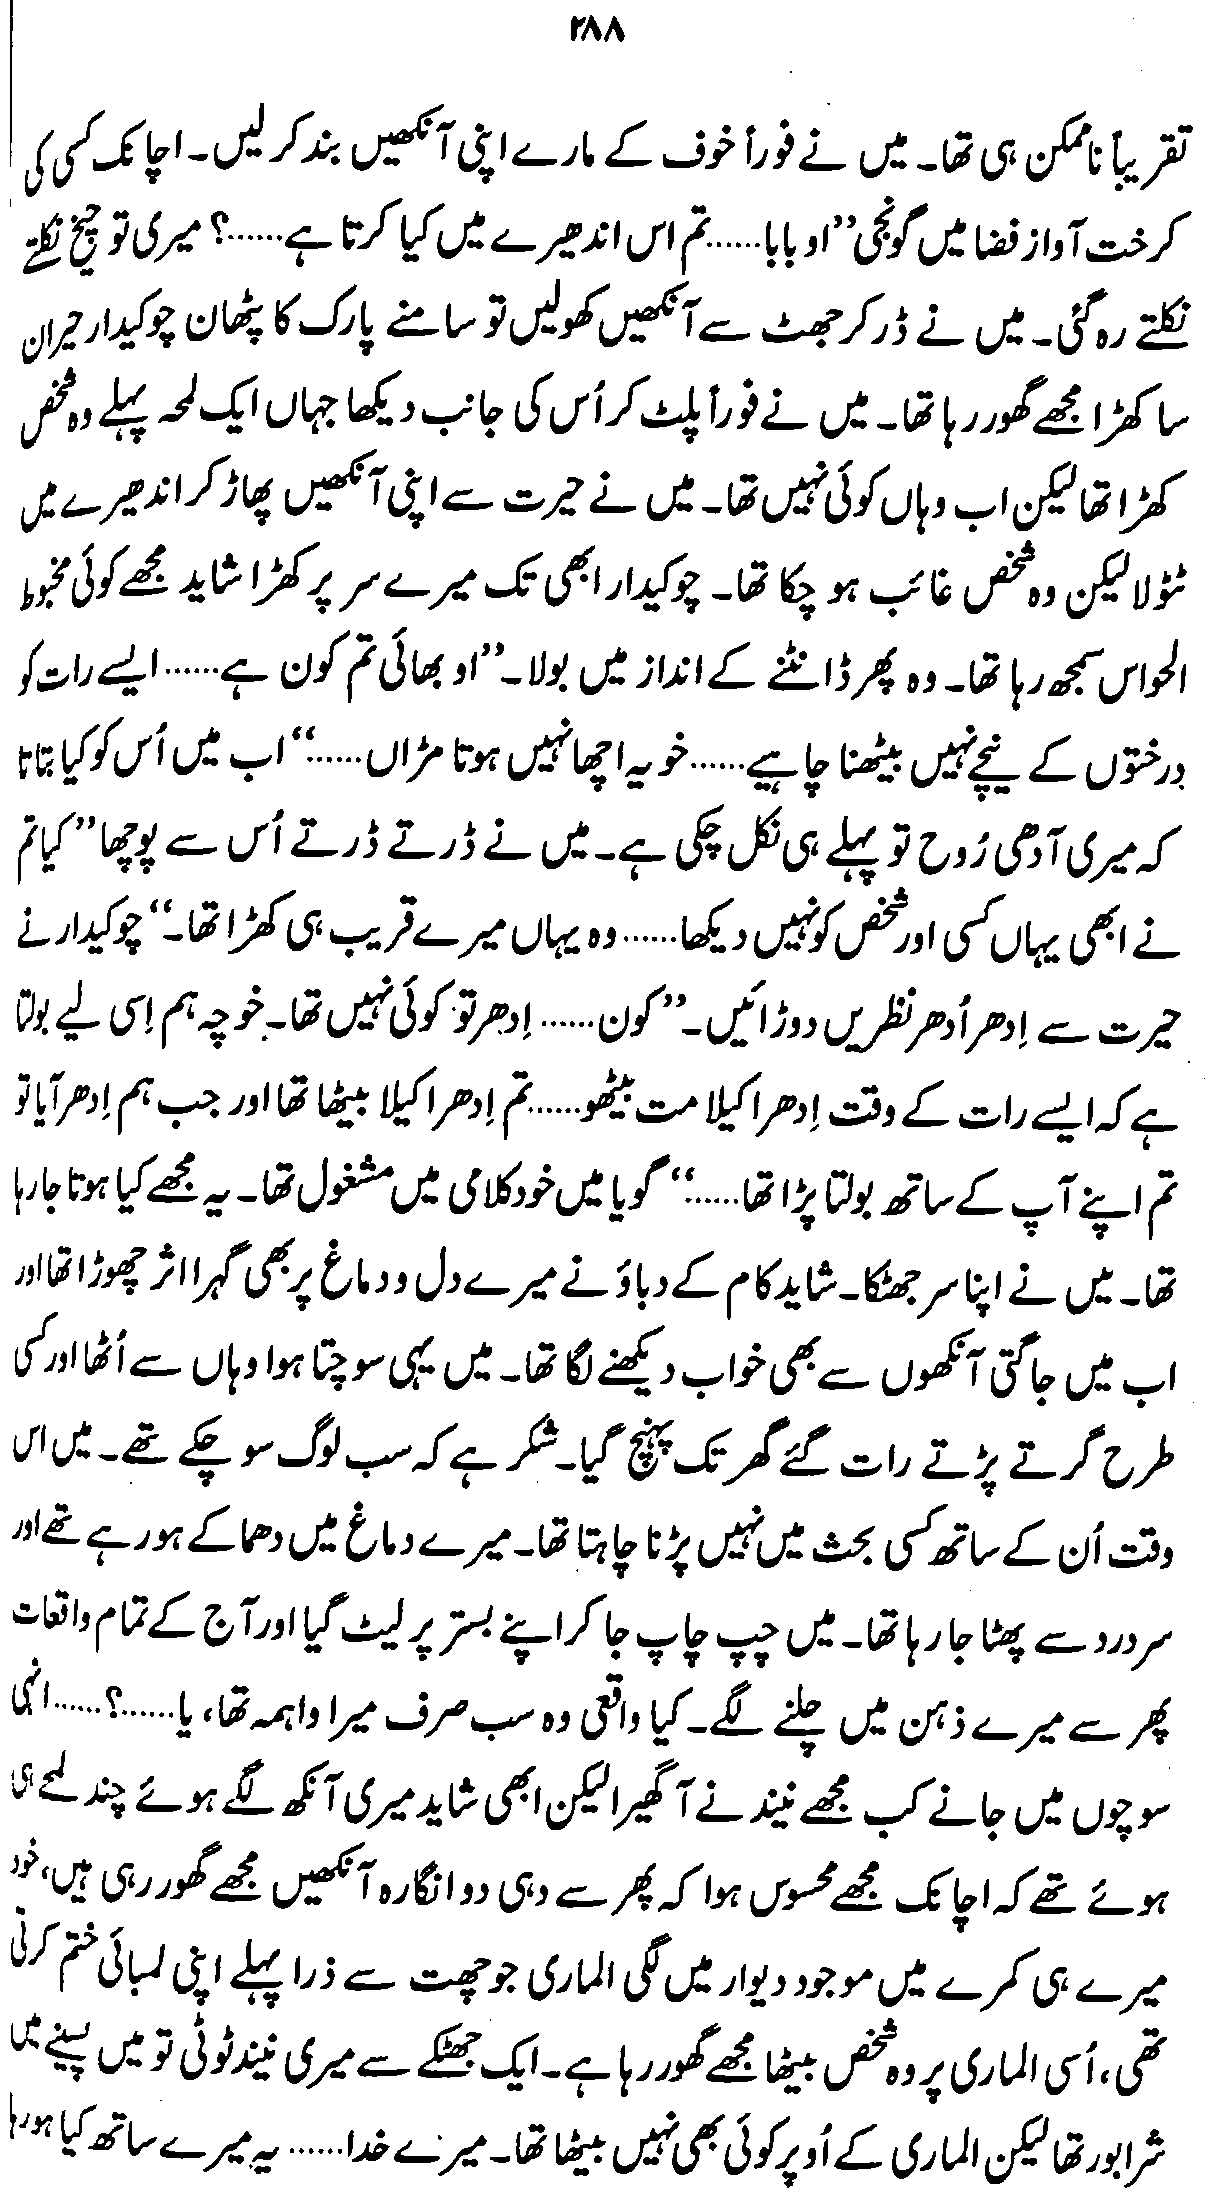 ۲۸۸
تقریباً ناممکن ہی تھا۔ میں نے فوراً خوف کے مارے اپنی آنکھیں بند کر لیں۔ اچانک کسی کی
کرخت آواز فضا میں گونجی ”او بابا......تم اس اندھیرے میں کیا کرتا ہے......؟ میری تو چیخ نکلتے
نکلتے رہ گئی۔ میں نے ڈر کر جھٹ سے آنکھیں کھولیں تو سامنے پارک کا پٹھان چوکیدار حیران
سا کھڑا مجھے گھور رہا تھا۔ میں نے فوراً پلٹ کر اُس کی جانب دیکھا جہاں ایک لمحہ پہلے وہ شخص
کھڑا تھا لیکن اب وہاں کوئی نہیں تھا۔ میں نے حیرت سے اپنی آنکھیں پھاڑ کر اندھیرے میں
ٹٹولا لیکن وہ شخص غائب ہو چکا تھا۔ چوکیدار ابھی تک میرے سر پر کھڑا شاید مجھے کوئی مخبوط
الحواس سمجھ رہا تھا۔ وہ پھر ڈانٹنے کے انداز میں بولا۔ ”او بھائی تم کون ہے......ایسے رات کو
درختوں کے نیچے نہیں بیٹھنا چاہیے......خو یہ اچھا نہیں ہوتا مڑاں......“ اب میں اُس کو کیا بتاتا
کہ میری آدھی رُوح تو پہلے ہی نکل چکی ہے۔ میں نے ڈرتے ڈرتے اُس سے پوچھا ”کیا تم
نے ابھی یہاں کسی اور شخص کو نہیں دیکھا......وہ یہاں میرے قریب ہی کھڑا تھا۔“ چوکیدار نے
حیرت سے اِدھر اُدھر نظریں دوڑائیں۔ ”کون......اِدھر تو کوئی نہیں تھا۔ خوچہ ہم اِسی لیے بولتا
ہے کہ ایسے رات کے وقت اِدھر اکیلا مت بیٹھو......تم اِدھر اکیلا بیٹھا تھا اور جب ہم اِدھر آیا تو
تم اپنے آپ کے ساتھ بولتا پڑا تھا......“ گویا میں خود کلامی میں مشغول تھا۔ یہ مجھے کیا ہوتا جا رہا
تھا۔ میں نے اپنا سر جھٹکا۔ شاید کام کے دباؤ نے میرے دل و دماغ پر بھی گہرا اثر چھوڑا تھا اور
اب میں جاگتی آنکھوں سے بھی خواب دیکھنے لگا تھا۔ میں یہی سوچتا ہوا وہاں سے اُٹھا اور کسی
طرح گرتے پڑتے رات گئے گھر تک پہنچ گیا۔ شکر ہے کہ سب لوگ سو چکے تھے۔ میں اس
وقت اُن کے ساتھ کسی بحث میں نہیں پڑنا چاہتا تھا۔ میرے دماغ میں دھماکے ہو رہے تھے اور
سر درد سے پھٹا جا رہا تھا۔ میں چپ چاپ جا کر اپنے بستر پر لیٹ گیا اور آج کے تمام واقعات
پھر سے میرے ذہن میں چلنے لگے۔ کیا واقعی وہ سب صرف میرا واہمہ تھا، یا......؟......انہی
سوچوں میں جانے کب مجھے نیند نے آ گھیرا لیکن ابھی شاید میری آنکھ لگے ہوئے چند لمحے ہی
ہوئے تھے کہ اچانک مجھے محسوس ہوا کہ پھر سے وہی دو انگارہ آنکھیں مجھے گھور رہی ہیں، خود
میرے ہی کمرے میں موجود دیوار میں لگی الماری جو چھت سے ذرا پہلے اپنی لمبائی ختم کرتی
تھی، اُسی الماری پر وہ شخص بیٹھا مجھے گھور رہا ہے۔ ایک جھٹکے سے میری نیند ٹوٹی تو میں پسینے میں
شرابور تھا لیکن الماری کے اُوپر کوئی بھی نہیں بیٹھا تھا۔ میرے خدا......یہ میرے ساتھ کیا ہو رہا